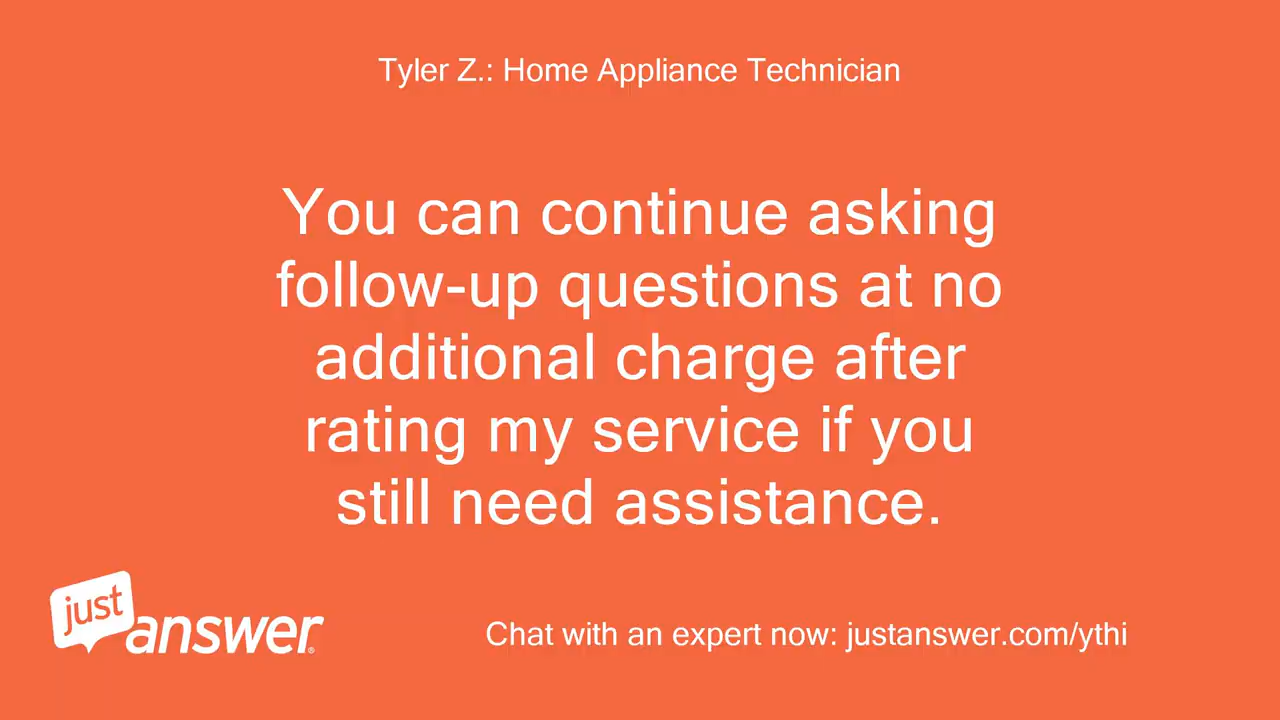 Tyler Z.: Home Appliance Technician
You can continue asking
follow-up questions at no
additional charge after
rating my service if you
still need assistance.
just
answer®
Chat with an expert now: justanswer.com/ythi